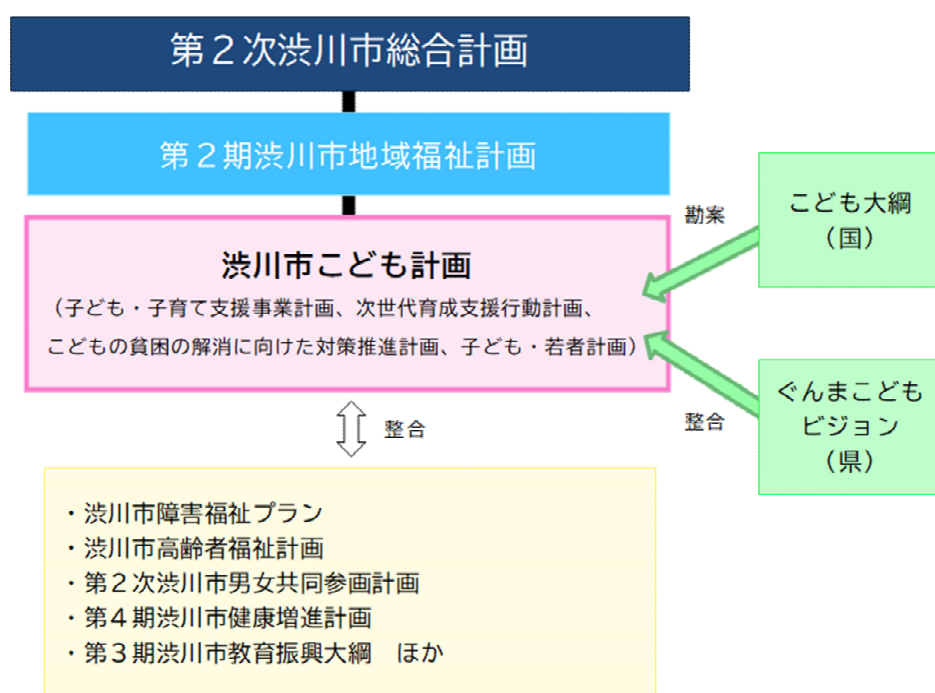 第２次渋川市総合計画
第２期渋川市地域福祉計画
渋川市こども計画
（子ども・子育て支援事業計画、次世代育成支援行動計画、
こどもの貧困の解消に向けた対策推進計画、子ども・若者計画）
勘案
こども大綱
（国）
整合
ぐんまこども
ビジョン
（県）
整合
・渋川市障害福祉プラン
・渋川市高齢者福祉計画
・第２次渋川市男女共同参画計画
・第４期渋川市健康増進計画
・第３期渋川市教育振興大綱　ほか